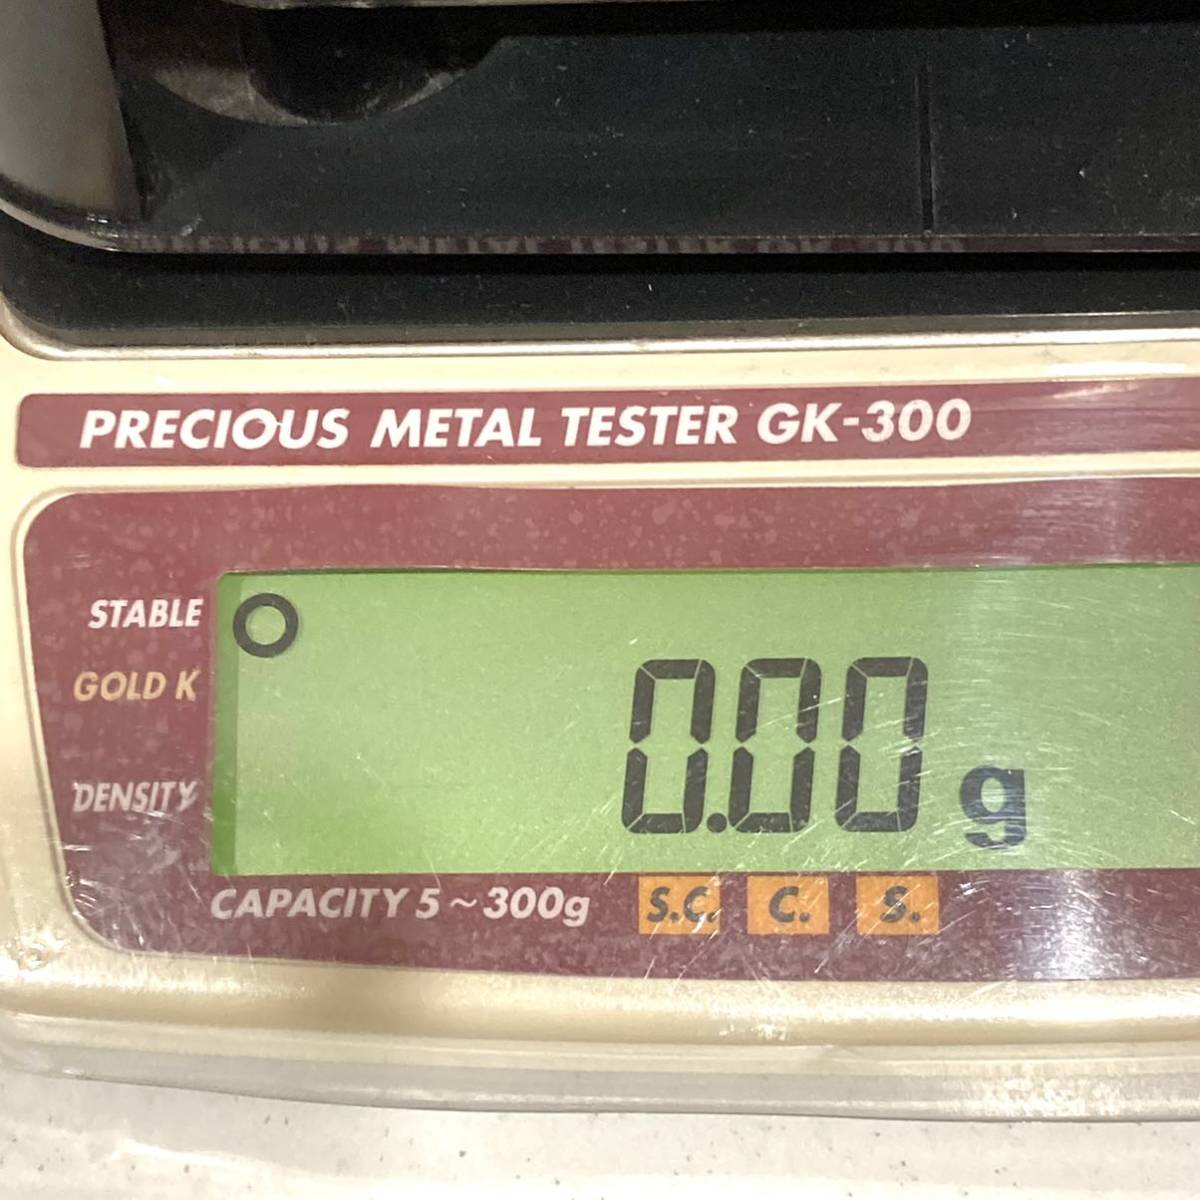 PRECIOUS METAL TESTER GK-300
STABLE
GOLD K
0.00 g
DENSITY
CAPACITY 5~300g S.C. C. S.